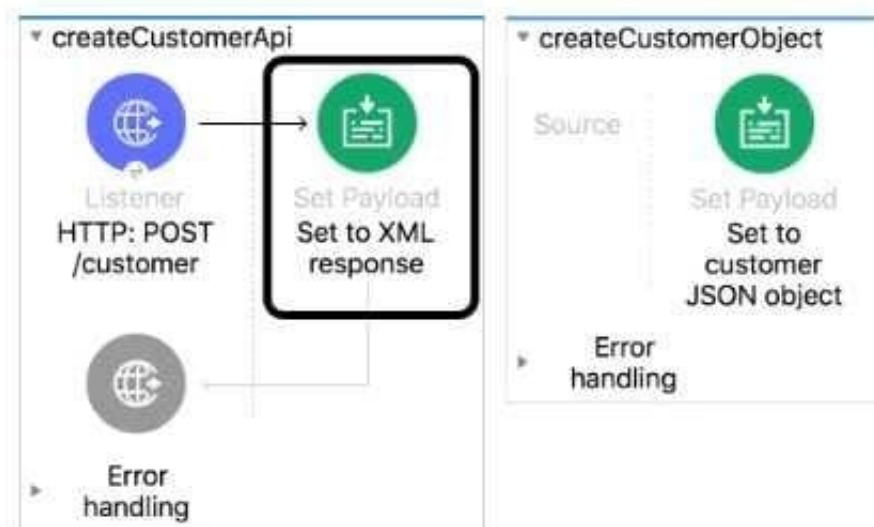 createCustomerApi
Listener
HTTP: POST
/customer
Set Payload
Set to XML
response
Error
handling
createCustomerObject
Source
Set Payload
Set to
customer
JSON object
Error
handling